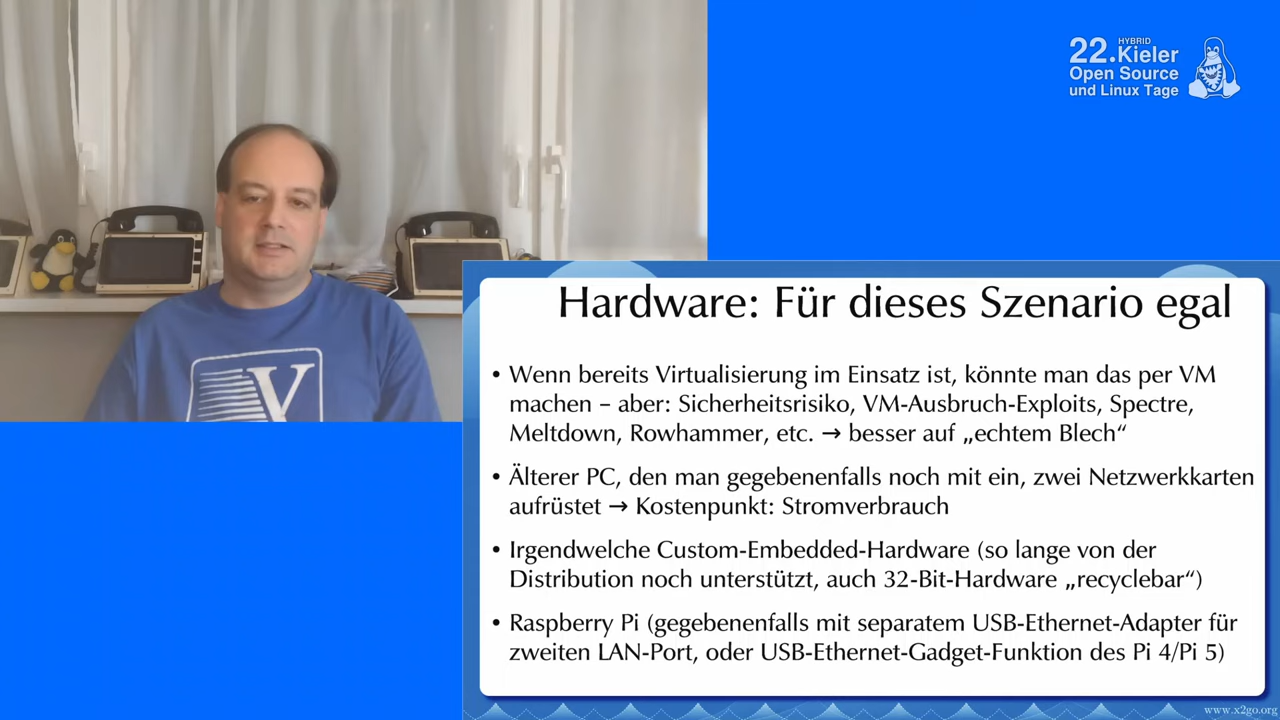 HYBRID
22.Kieler
Open Source
und Linux Tage
X
Hardware: Für dieses Szenario egal
• Wenn bereits Virtualisierung im Einsatz ist, könnte man das per VM
machen – aber: Sicherheitsrisiko, VM-Ausbruch-Exploits, Spectre,
Meltdown, Rowhammer, etc. → besser auf „echtem Blech“
• Älterer PC, den man gegebenenfalls noch mit ein, zwei Netzwerkkarten
aufrüstet → Kostenpunkt: Stromverbrauch
• Irgendwelche Custom-Embedded-Hardware (so lange von der
Distribution noch unterstützt, auch 32-Bit-Hardware „recyclebar“)
• Raspberry Pi (gegebenenfalls mit separatem USB-Ethernet-Adapter für
zweiten LAN-Port, oder USB-Ethernet-Gadget-Funktion des Pi 4/Pi 5)
www.x2go.org